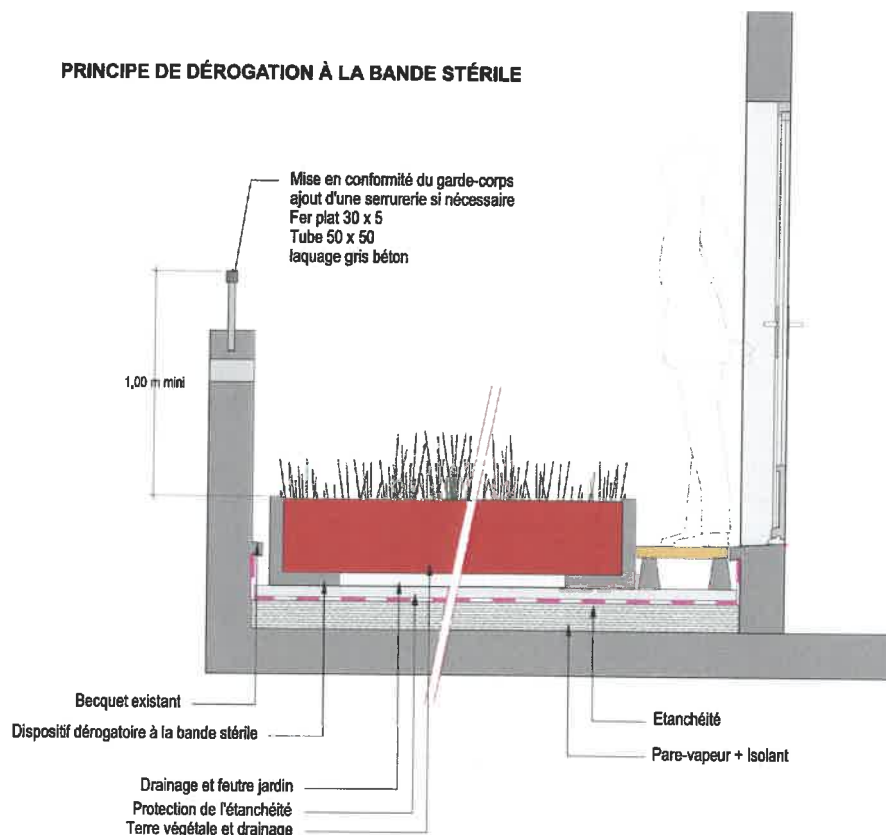 PRINCIPE DE DÉROGATION À LA BANDE STÉRILE
Mise en conformité du garde-corps
ajout d'une serrurerie si nécessaire
Fer plat 30 x 5
Tube 50 x 50
laquage gris béton
1,00 m mini
Becquet existant
Dispositif dérogatoire à la bande stérile
Drainage et feutre jardin
Protection de l'étanchéité
Terre végétale et drainage
Etanchéité
Pare-vapeur + Isolant